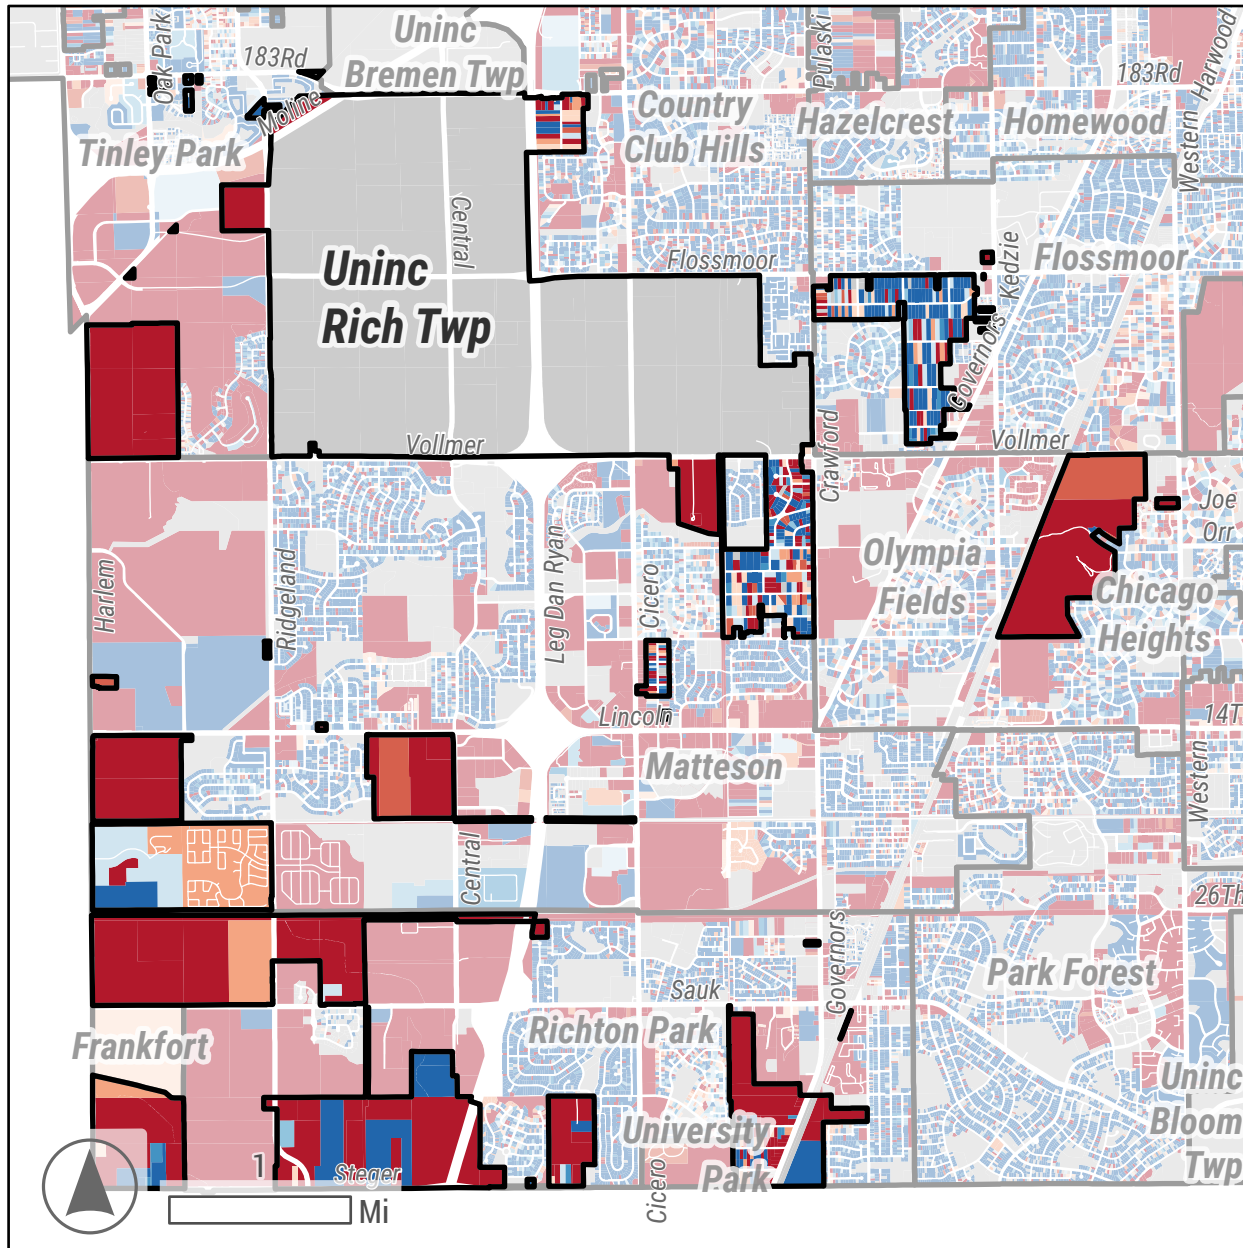 Uninc
Bremen Twp
Oak Park
183Rd
Moline
Tinley Park
Country
Club Hills
Pulaski
Hazelcrest
Homewood
183Rd
Western
Harwood
Central
Flossmoor
Kedzie
Flossmoor
Uninc
Rich Twp
Governors
Vollmer
Crawford
Vollmer
Harlem
Ridgeland
Leg Dan Ryan
Cicero
Olympia
Fields
Joe
Orr
Chicago
Heights
Lincoln
14T
Matteson
Western
Central
26Th
Governors
Park Forest
Sauk
Richton Park
Frankfort
Uninc
Bloom
Twp
University
Park
Steger
Cicero
1
Mi